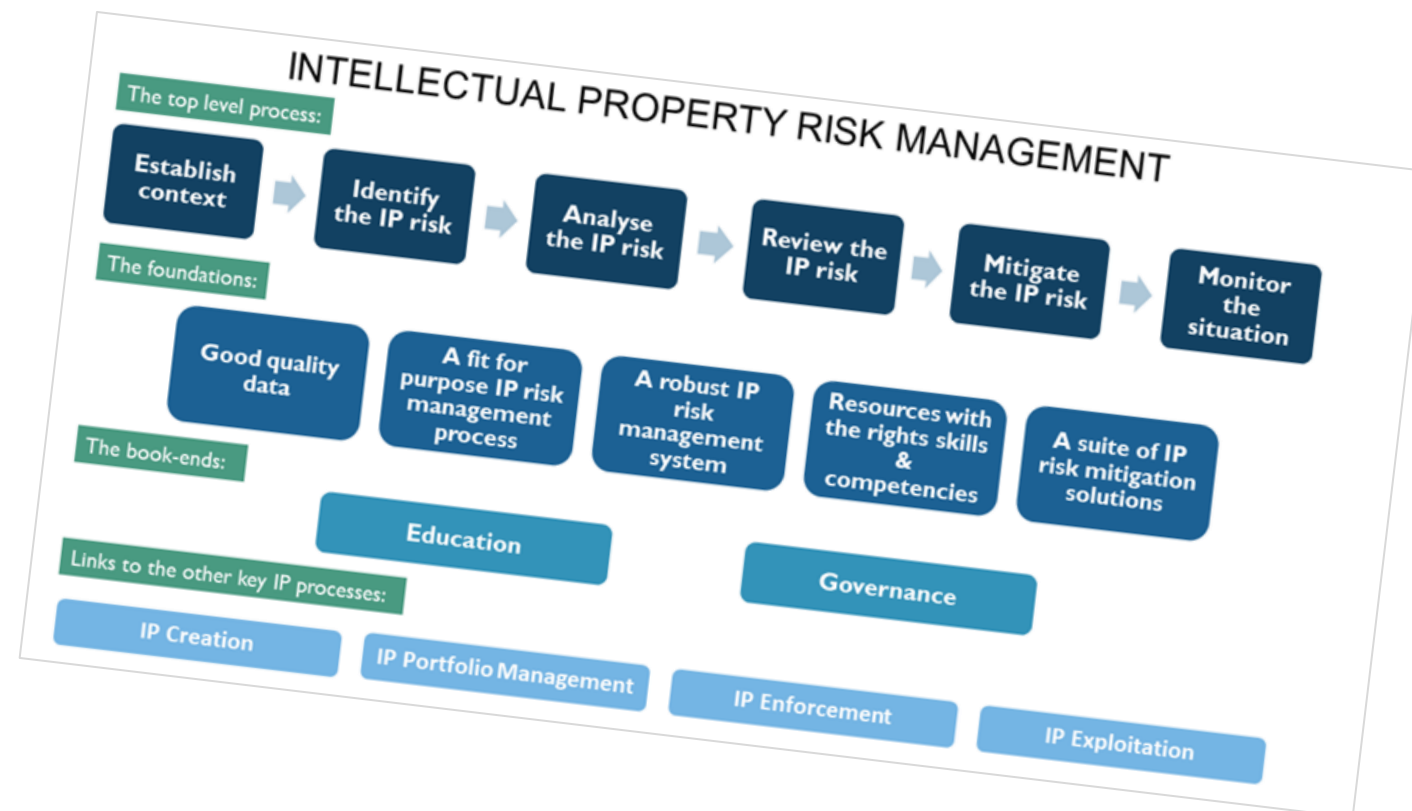 INTELLECTUAL PROPERTY RISK MANAGEMENT
The top level process:
Establish
context
Identify
the IP risk
Analyse
the IP risk
Review the
IP risk
Mitigate
the IP risk
Monitor
the
situation
The foundations:
Good quality
data
A fit for
purpose IP risk
management
process
A robust IP
risk
management
system
Resources with
the rights skills
&
competencies
A suite of IP
risk mitigation
solutions
The book-ends:
Education
Governance
Links to the other key IP processes:
IP Creation
IP Portfolio Management
IP Enforcement
IP Exploitation